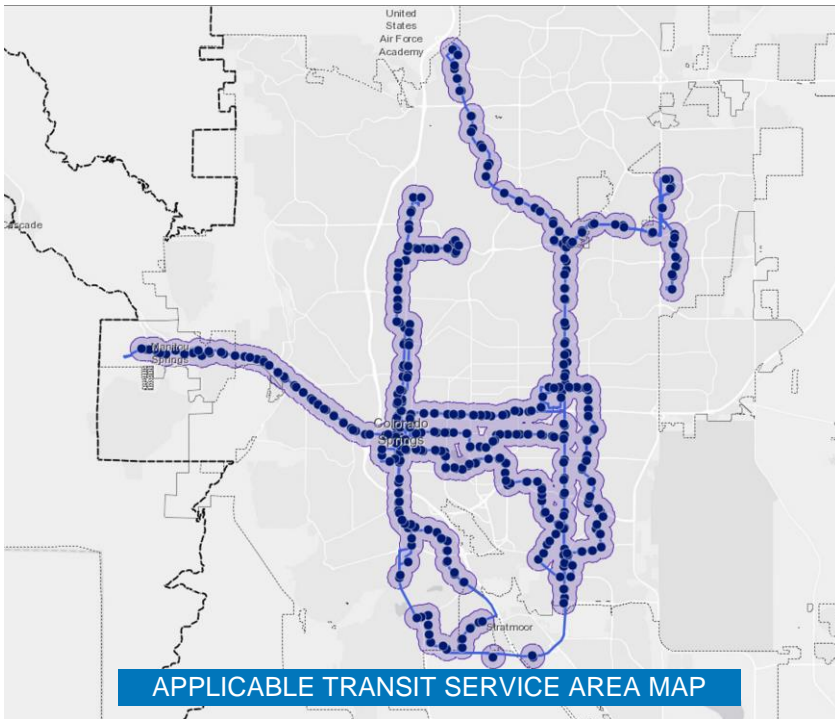 United
States
Air Force
Academy
Cascade
Manitou
Springs
Colorado
Springs
Stratmoor
APPLICABLE TRANSIT SERVICE AREA MAP